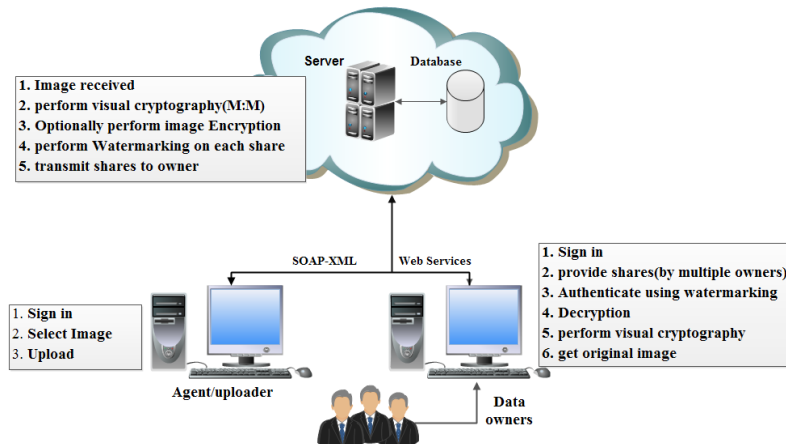 Server
Database
1. Image received
2. perform visual cryptography(M:M)
3. Optionally perform image Encryption
4. perform Watermarking on each share
5. transmit shares to owner
SOAP-XML
Web Services
1. Sign in
2. provide shares(by multiple owners)
3. Authenticate using watermarking
4. Decryption
5. perform visual cryptography
6. get original image
1. Sign in
2. Select Image
3. Upload
Agent/uploader
Data
owners